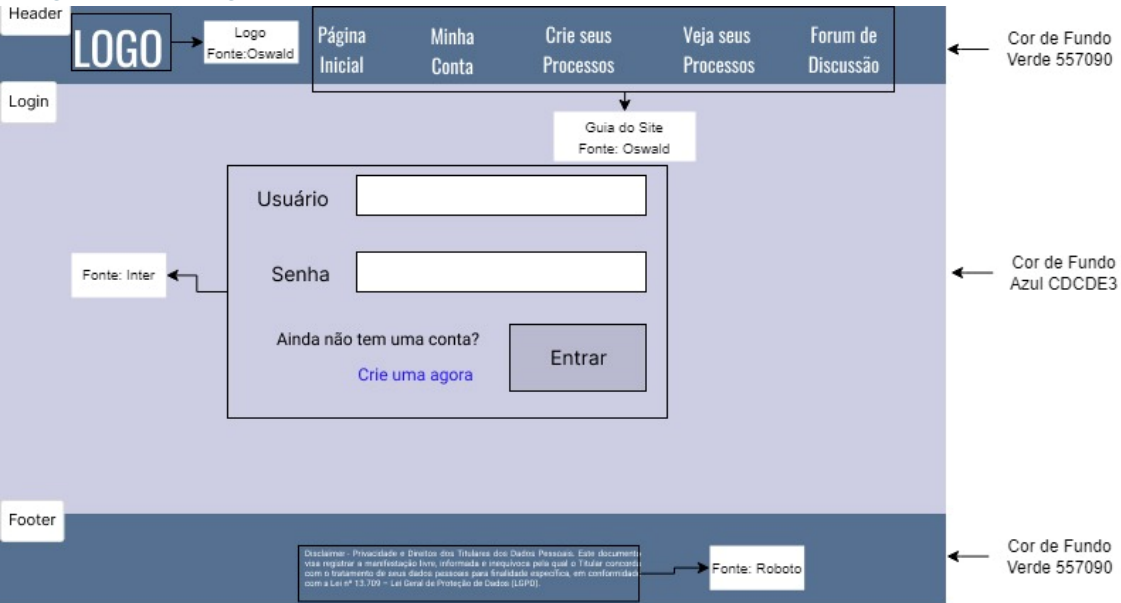 Header
LOGO
Logo
Fonte:Oswald
Página
Inicial
Minha
Conta
Crie seus
Processos
Veja seus
Processos
Forum de
Discussão
Cor de Fundo
Verde 557090
Login
Guia do Site
Fonte: Oswald
Usuário
Senha
Fonte: Inter
Ainda não tem uma conta?
Crie uma agora
Entrar
Cor de Fundo
Azul CDCDE3
Footer
Disclaimer - Privacidade e Direitos dos Titulares dos Dados Pessoais. Este documento
visa registrar a manifestação livre, informada e inequívoca pela qual o Titular concorda
com o tratamento de seus dados pessoais para finalidade específica, em conformidade
com a Lei nº 13.709 – Lei Geral de Proteção de Dados (LGPD).
Fonte: Roboto
Cor de Fundo
Verde 557090